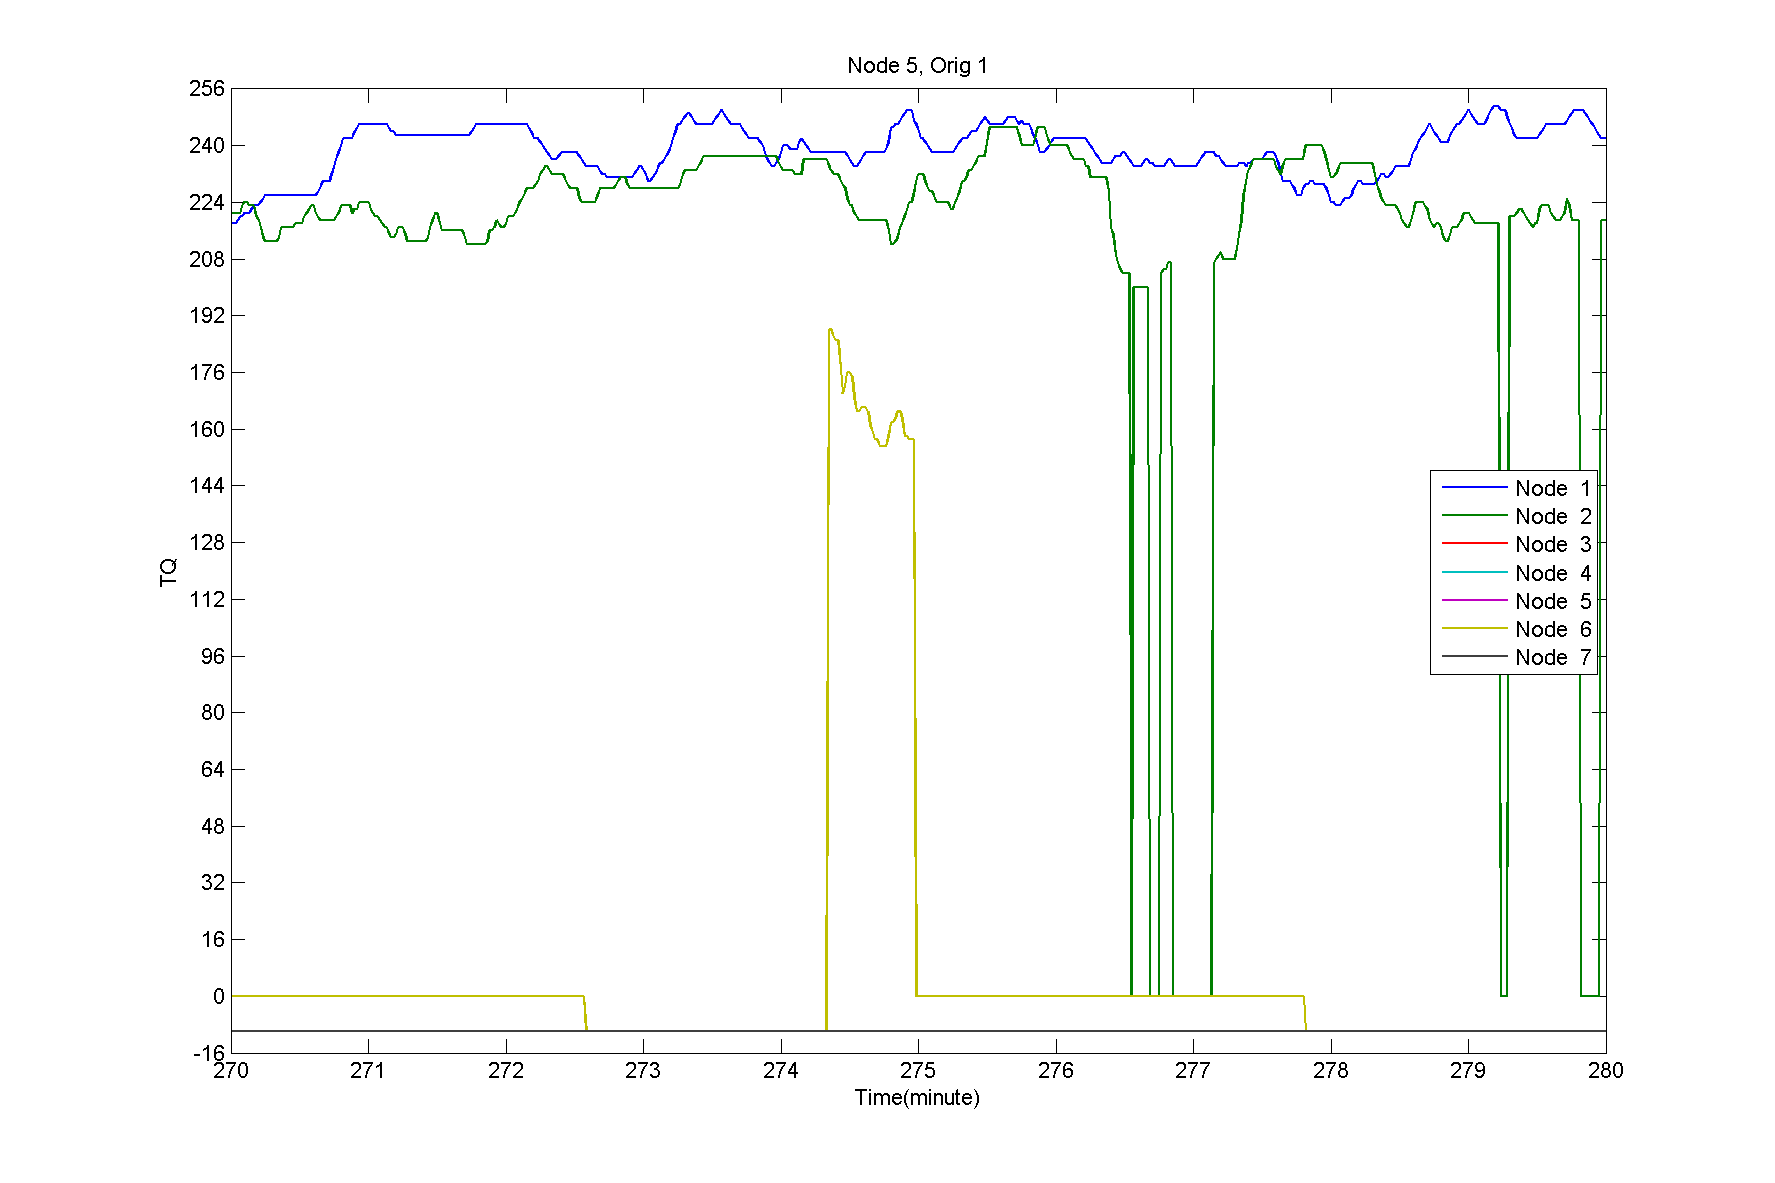 Node 5, Orig 1
256
240
224
208
192
176
160
144
128
112
96
80
64
48
32
16
0
-16
TQ
Node 1
Node 2
Node 3
Node 4
Node 5
Node 6
Node 7
270 271 272 273 274 275 276 277 278 279 280
Time(minute)